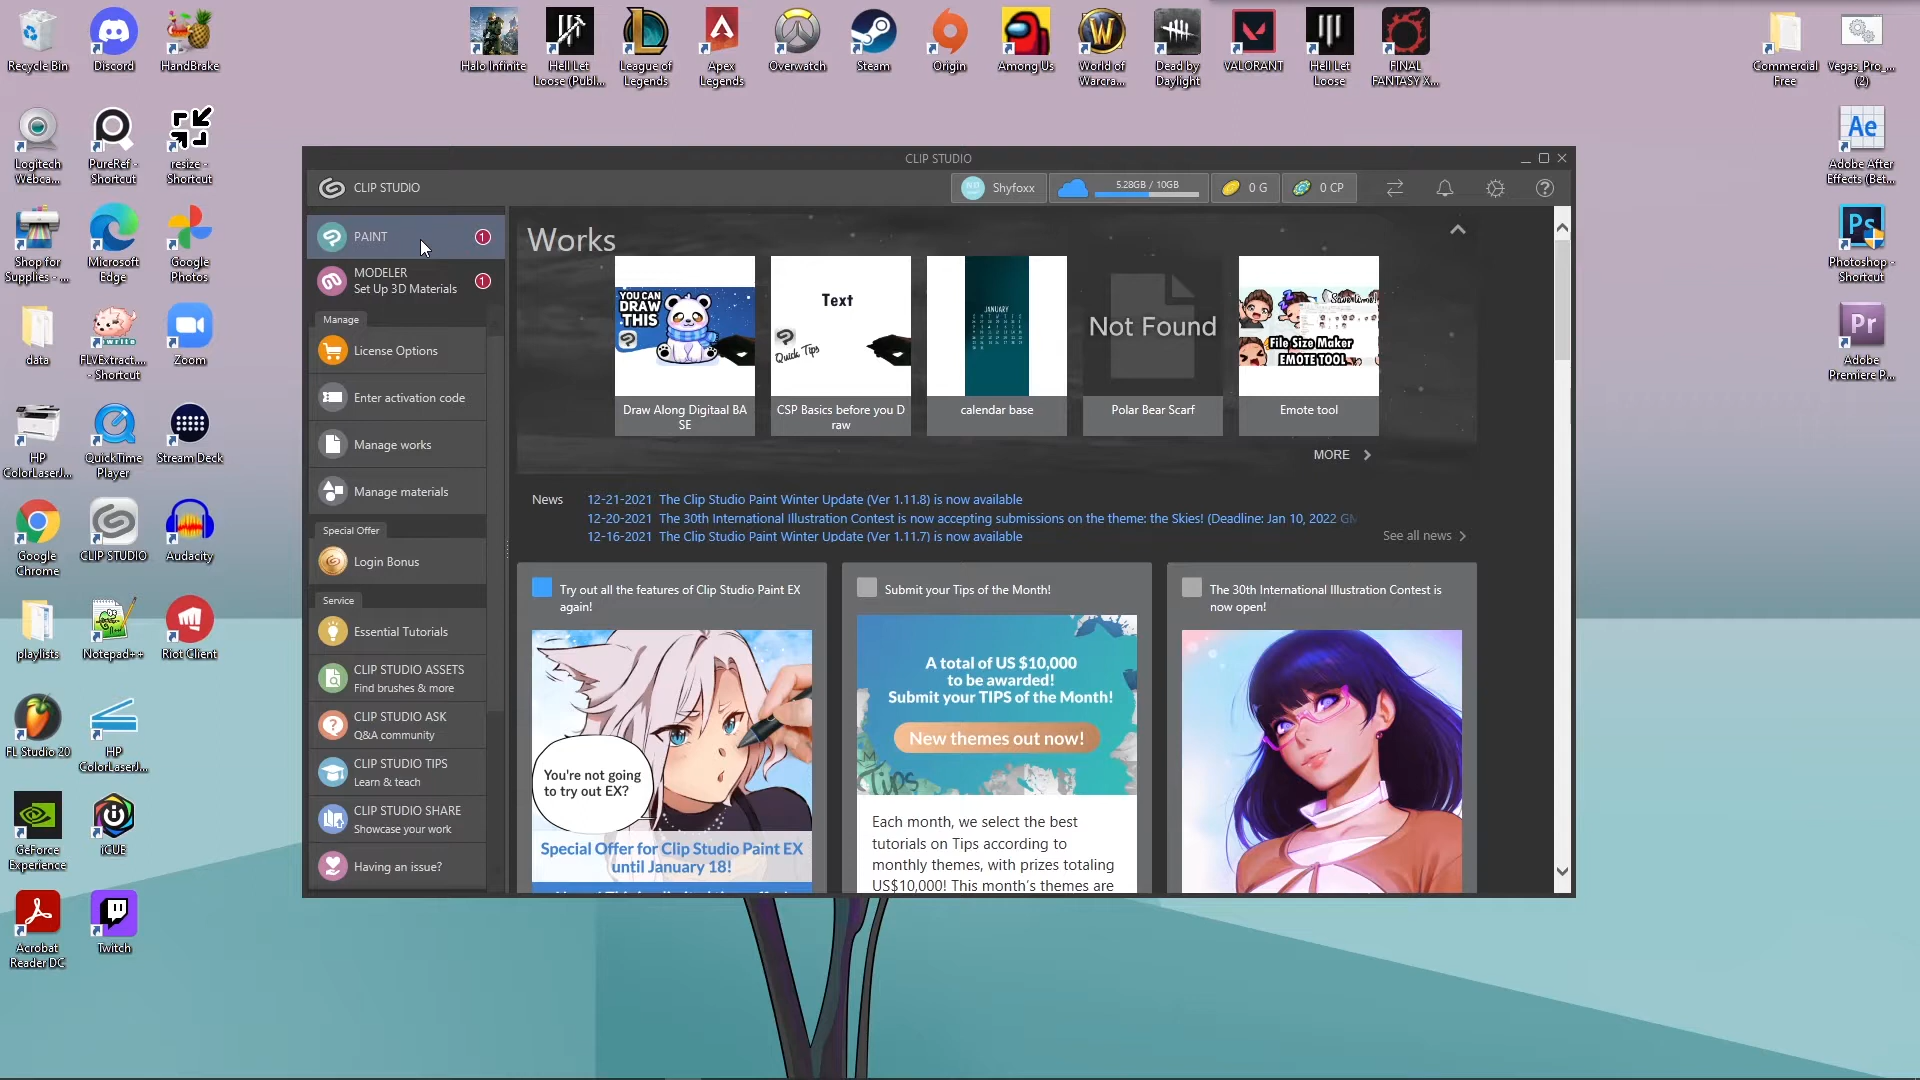 Recycle Bin
Discord
HandBrake
Halo Infinite
Hell Let
Loose (Publ...
League of
Legends
Apex
Legends
Overwatch
Steam
Origin
Among Us
World of
Warcra...
Dead by
Daylight
VALORANT
Hell Let
Loose
FINAL
FANTASY X...
Commercial
Free
Vegas_Pro_...
(2)
Logitech
Webca...
PureRef -
Shortcut
resize -
Shortcut
Ae
Adobe After
Effects (Bet...
Shop for
Supplies - ...
Microsoft
Edge
Google
Photos
Ps
Photoshop -
Shortcut
data
FLVExtract....
- Shortcut
Zoom
Pr
Adobe
Premiere P...
HP
ColorLaserJ...
QuickTime
Player
Stream Deck
Google
Chrome
CLIP STUDIO
Audacity
playlists
Notepad++
Riot Client
FL Studio 20
HP
ColorLaserJ...
GeForce
Experience
iCUE
Acrobat
Reader DC
Twitch
CLIP STUDIO
CLIP STUDIO
Shyfoxx
5.28GB / 10GB
0 G
0 CP
PAINT
1
MODELER
Set Up 3D Materials
1
Manage
License Options
Enter activation code
Manage works
Manage materials
Special Offer
Login Bonus
Service
Essential Tutorials
CLIP STUDIO ASSETS
Find brushes & more
CLIP STUDIO ASK
Q&A community
CLIP STUDIO TIPS
Learn & teach
CLIP STUDIO SHARE
Showcase your work
Having an issue?
Works
YOU CAN
DRAW
THIS
Draw Along Digitaal BA
SE
Text
Quick Tips
CSP Basics before you D
raw
JANUARY
calendar base
Not Found
Polar Bear Scarf
File Size Maker
EMOTE TOOL
Emote tool
MORE
News
12-21-2021 The Clip Studio Paint Winter Update (Ver 1.11.8) is now available
12-20-2021 The 30th International Illustration Contest is now accepting submissions on the theme: the Skies! (Deadline: Jan 10, 2022 GM
12-16-2021 The Clip Studio Paint Winter Update (Ver 1.11.7) is now available
See all news
Try out all the features of Clip Studio Paint EX
again!
You're not going
to try out EX?
Special Offer for Clip Studio Paint EX
until January 18!
Submit your Tips of the Month!
A total of US $10,000
to be awarded!
Submit your TIPS of the Month!
New themes out now!
Tips
Each month, we select the best
tutorials on Tips according to
monthly themes, with prizes totaling
US$10,000! This month's themes are
The 30th International Illustration Contest is
now open!